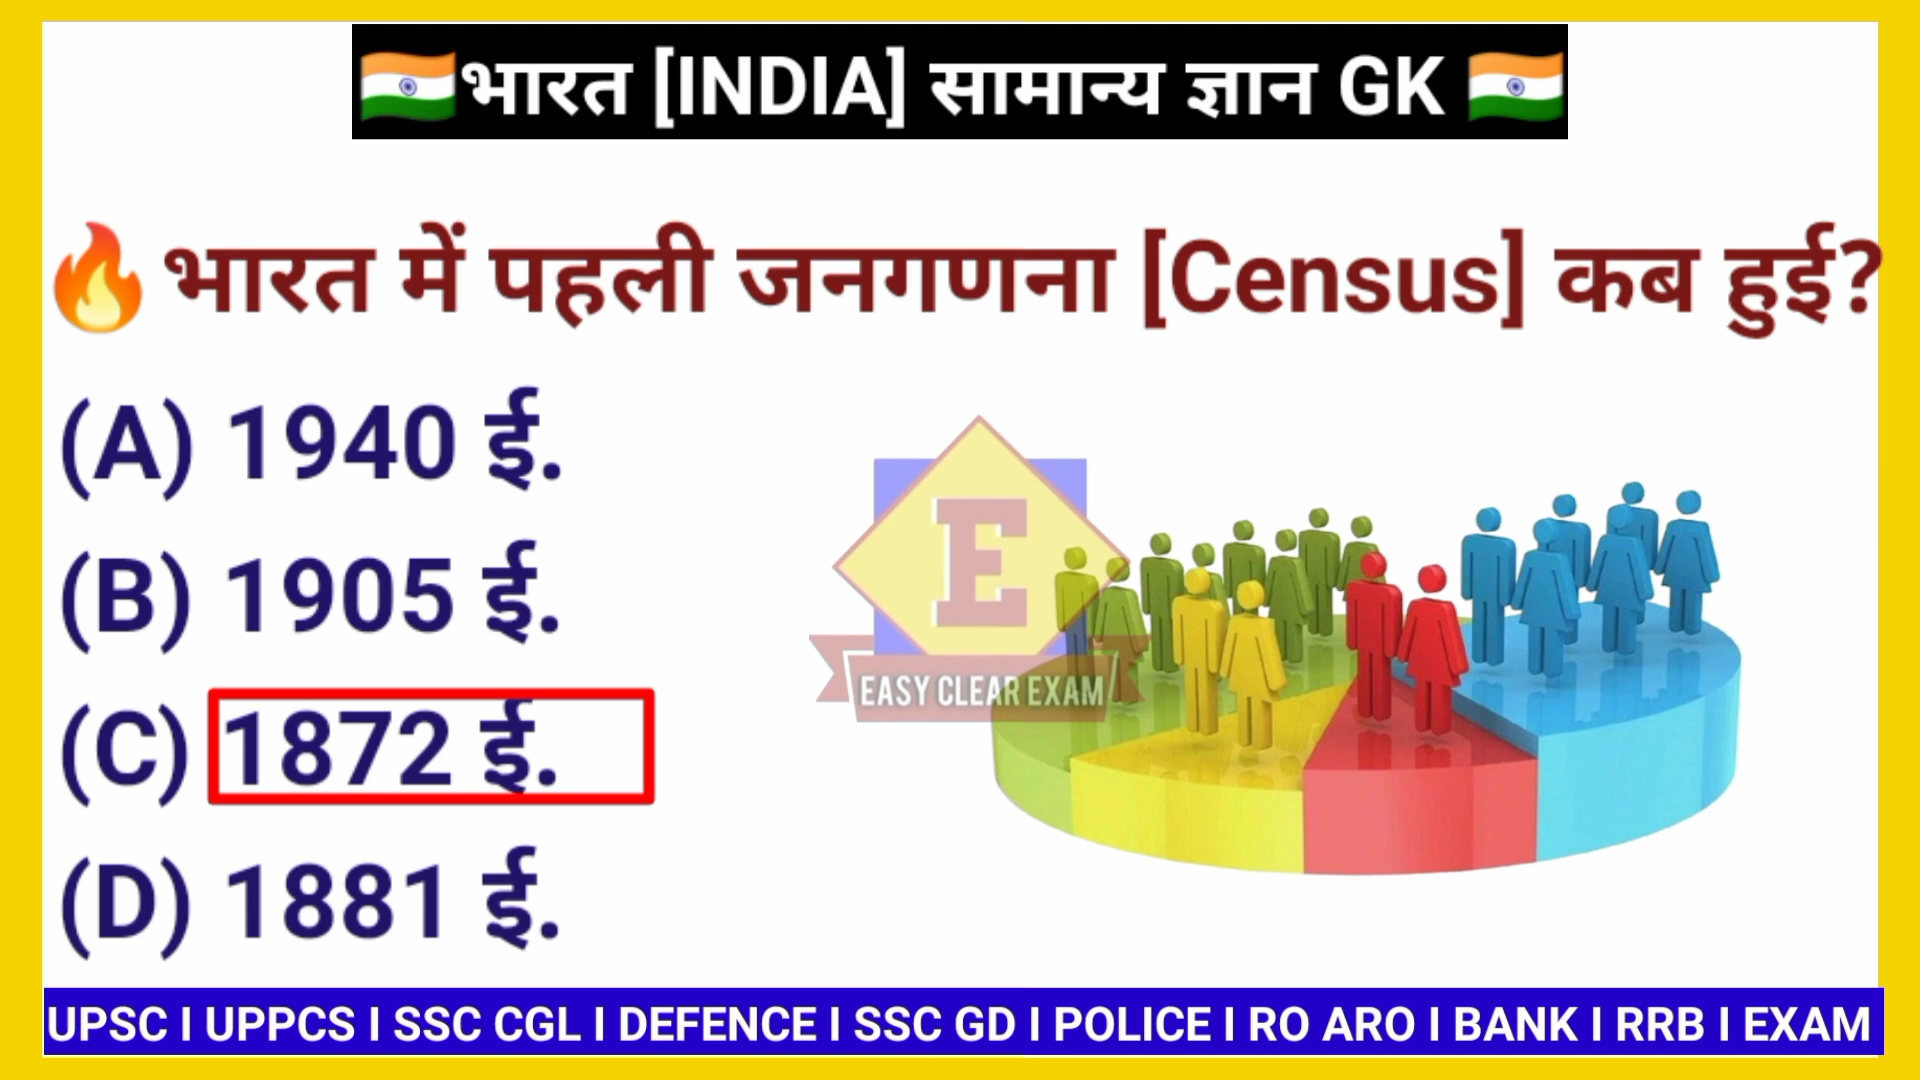 भारत [INDIA] सामान्य ज्ञान GK
भारत में पहली जनगणना [Census] कब हुई?
(A) 1940 ई.
(B) 1905 ई.
(C) 1872 ई.
(D) 1881 ई.
E
EASY CLEAR EXAM
UPSC I UPPCS I SSC CGL I DEFENCE I SSC GD I POLICE I RO ARO I BANK I RRB I EXAM